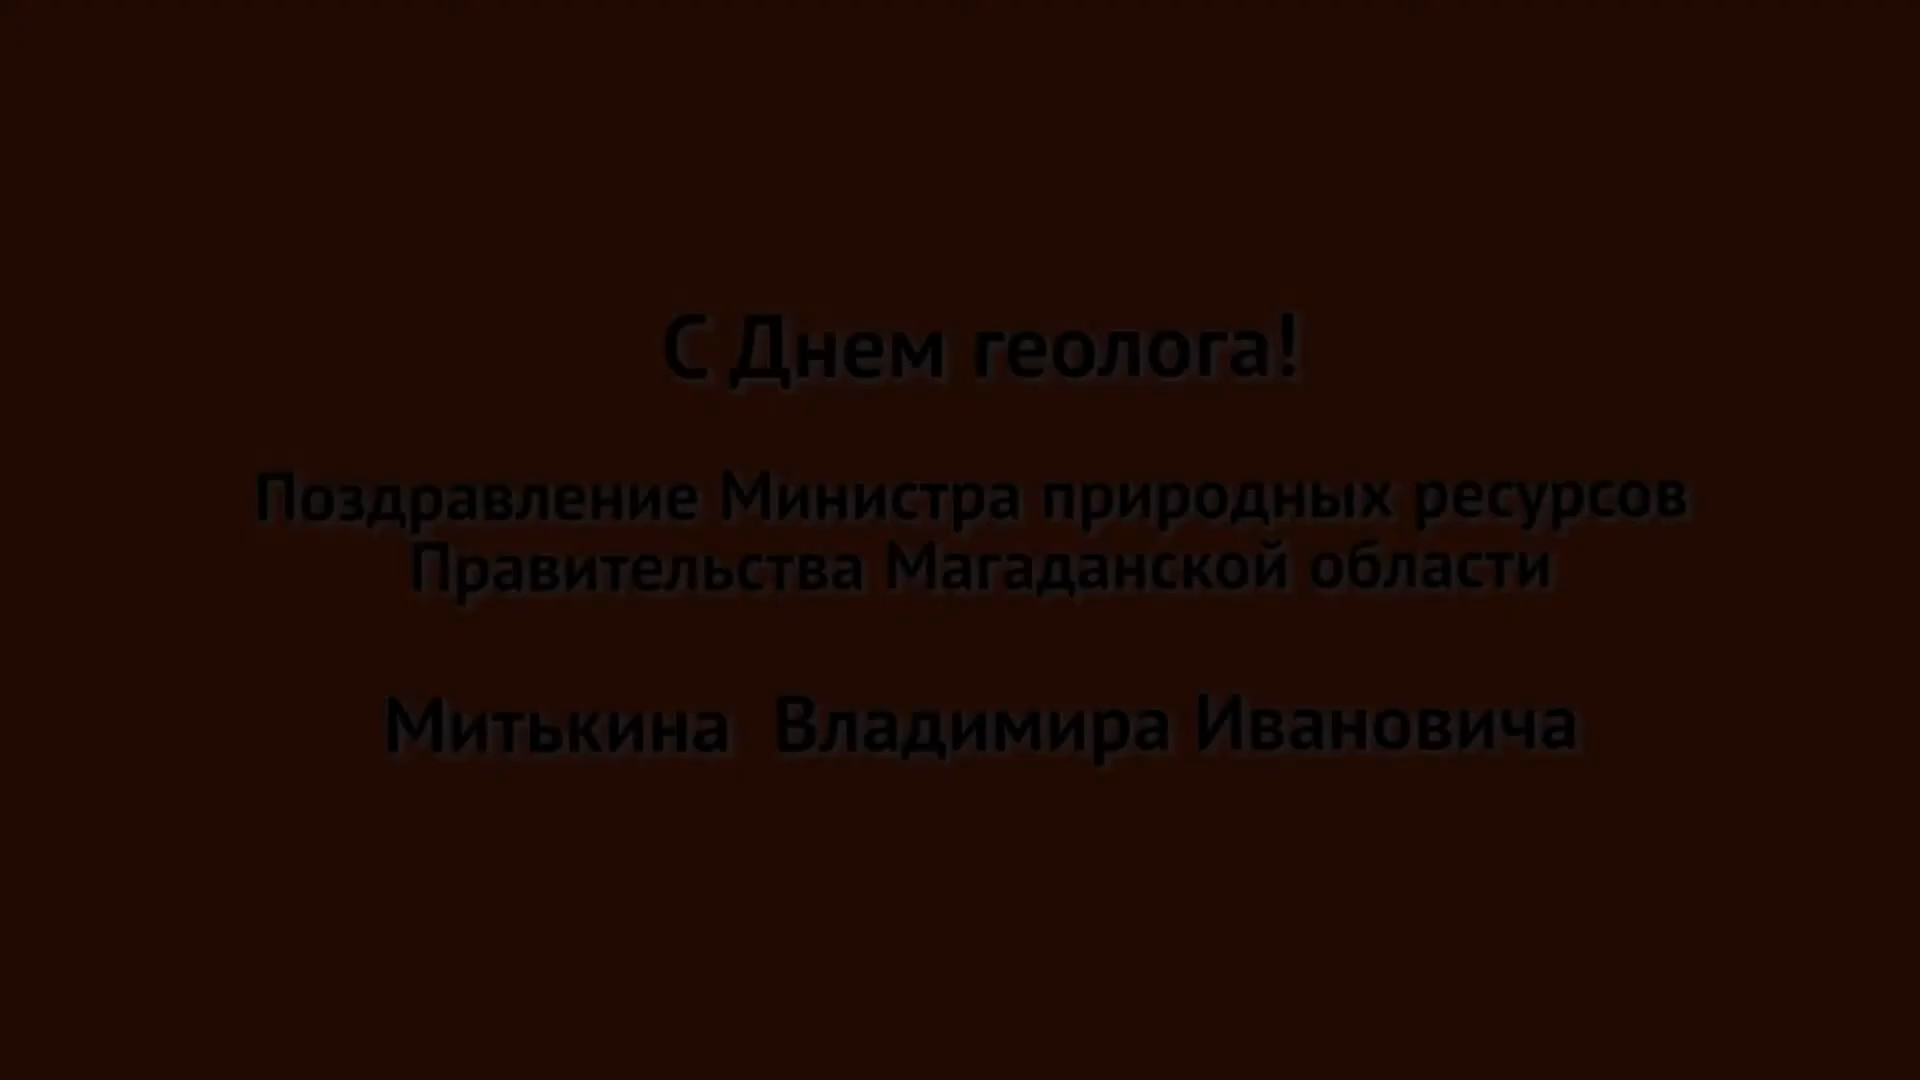 С Днем геолога!
Поздравление Министра природных ресурсов
Правительства Магаданской области
Митькина Владимира Ивановича